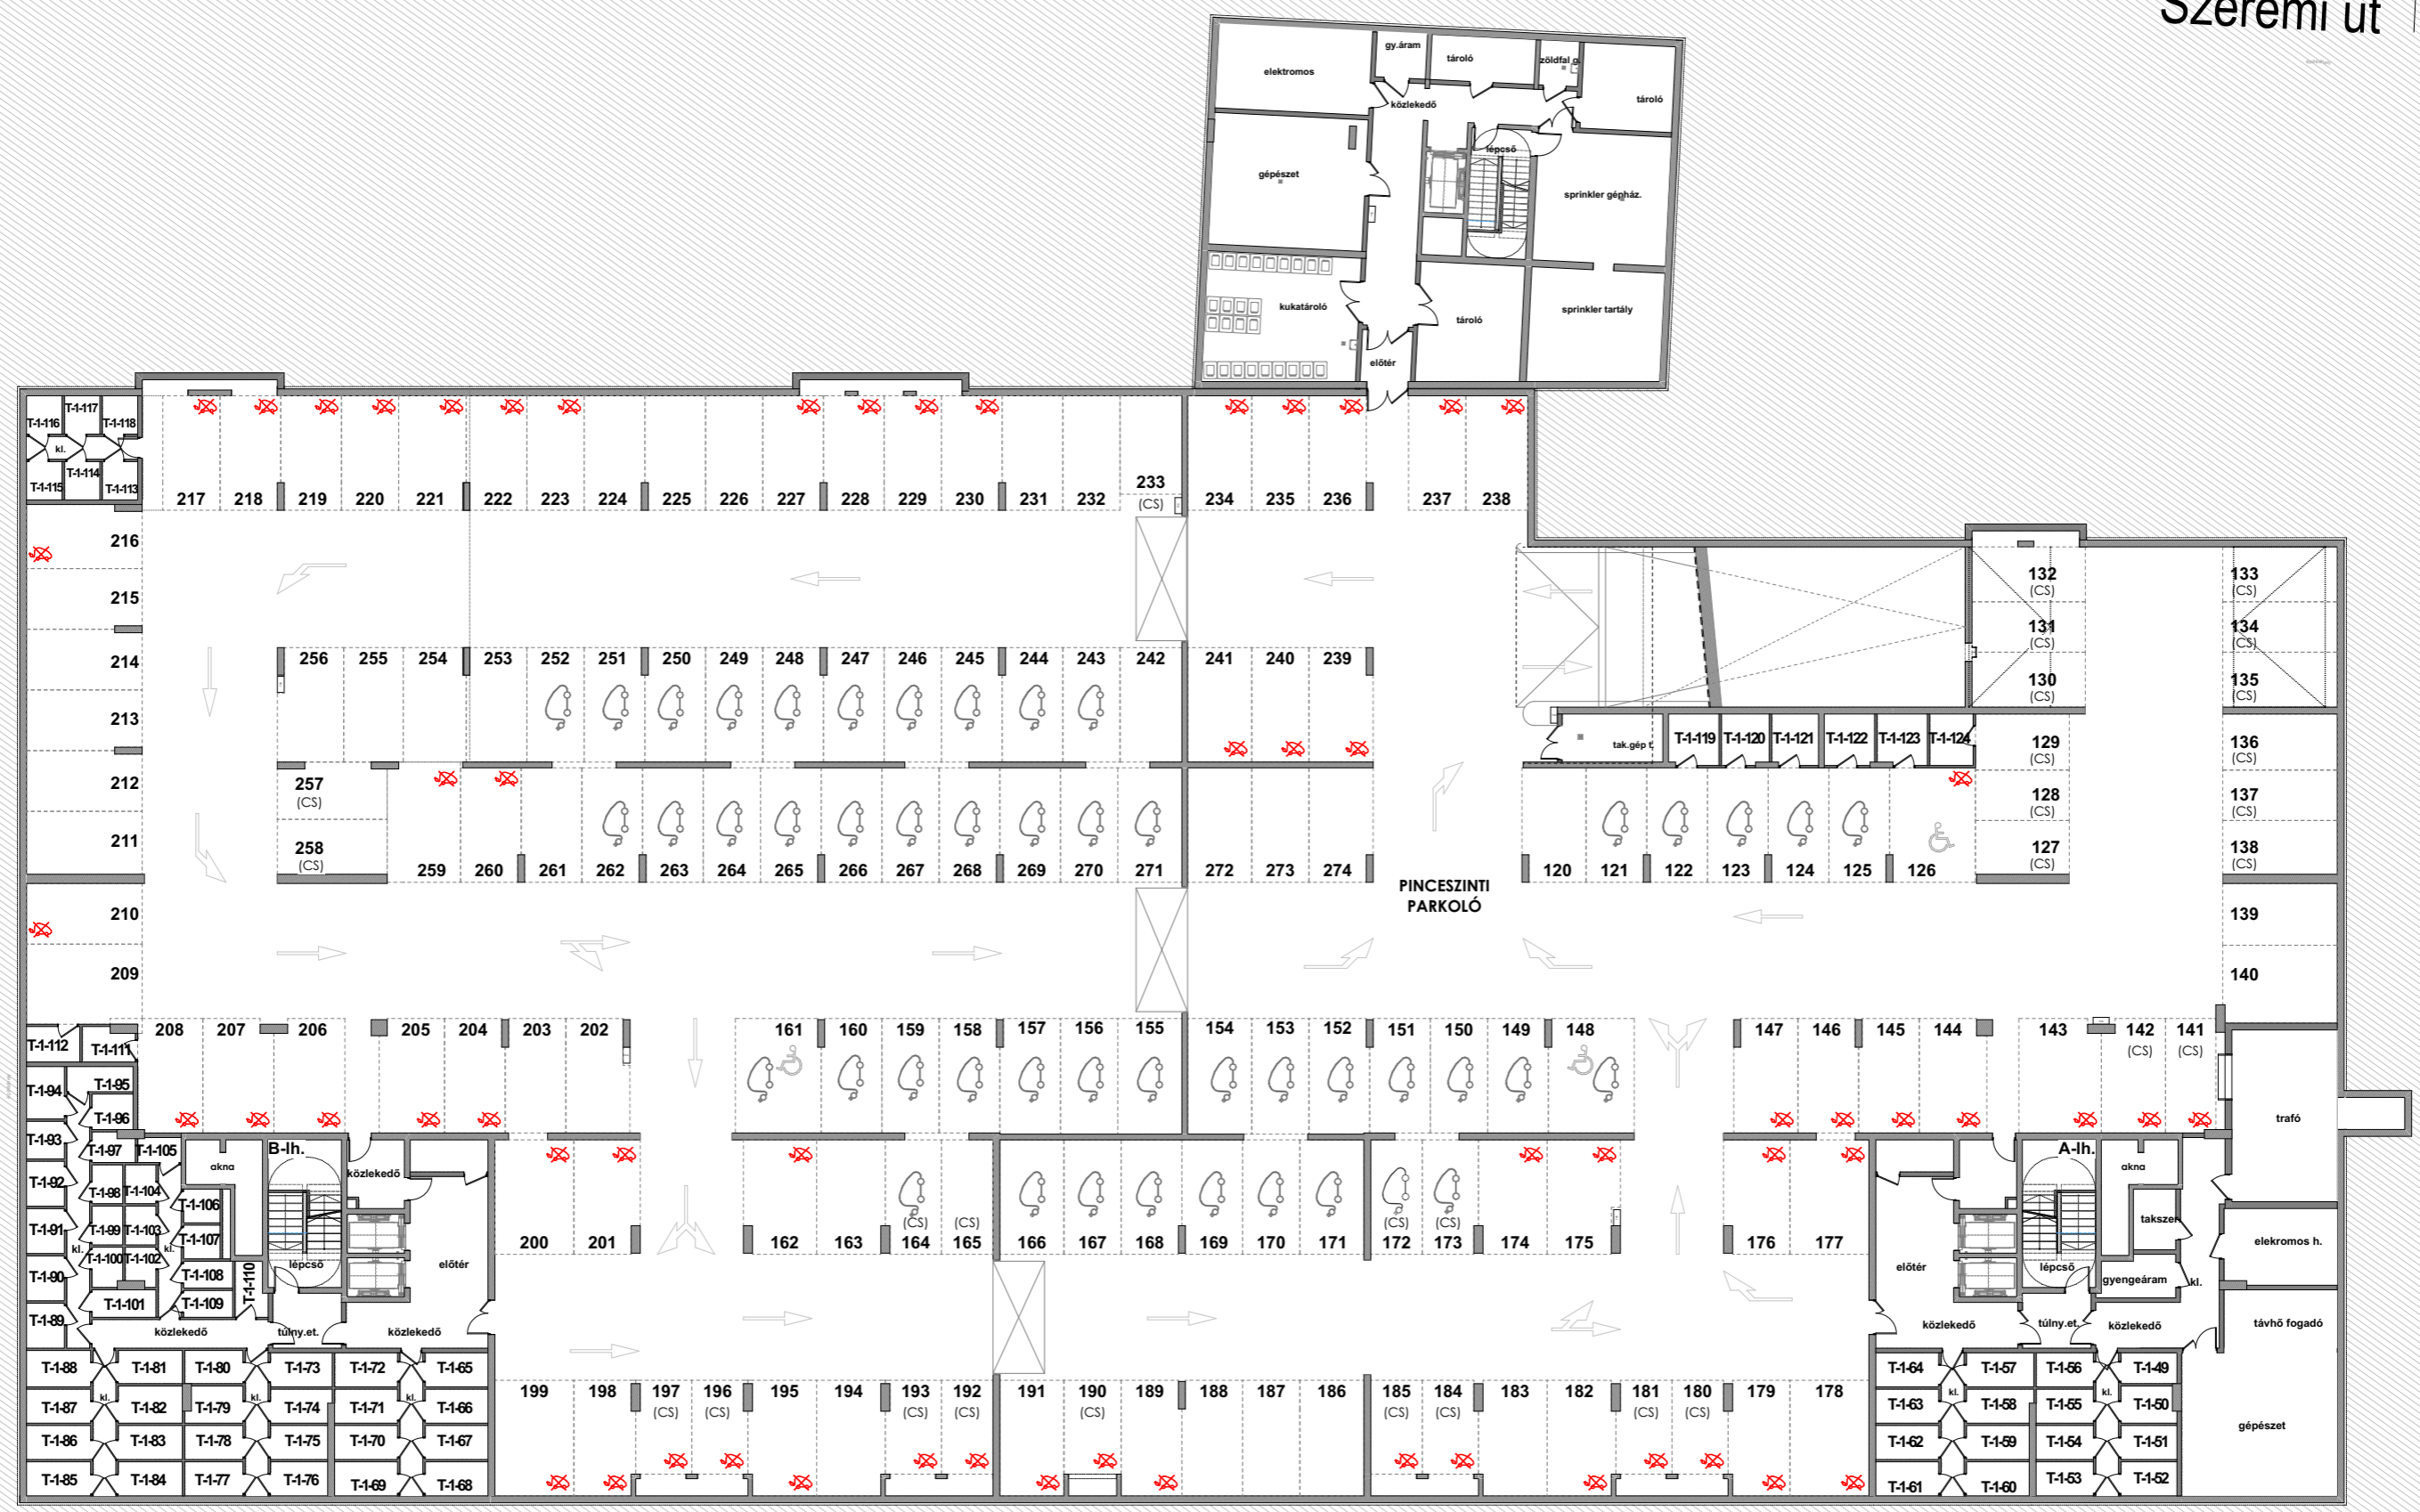 Szerémi út
gy.áram
tároló
zöldfal g.
elektromos
tároló
közlekedő
lépcső
gépészet
sprinkler gépház.
kukatároló
tároló
sprinkler tartály
előtér
T-1-116
T-1-117
T-1-118
kl.
T-1-115
T-1-114
T-1-113
217 218 219 220 221 222 223 224 225 226 227 228 229 230 231 232 233 234 235 236 237 238
(CS)
216
215
214
213
212
211
210
209
132
(CS)
131
(CS)
130
(CS)
133
(CS)
134
(CS)
135
(CS)
256 255 254 253 252 251 250 249 248 247 246 245 244 243 242 241 240 239
tak.gép t.
T-1-119 T-1-120 T-1-121 T-1-122 T-1-123 T-1-124
129
(CS)
128
(CS)
127
(CS)
136
(CS)
137
(CS)
138
(CS)
257
(CS)
258
(CS)
259 260 261 262 263 264 265 266 267 268 269 270 271 272 273 274
120 121 122 123 124 125 126
PINCESZINTI
PARKOLÓ
139
140
208 207 206 205 204 203 202 161 160 159 158 157 156 155 154 153 152 151 150 149 148 147 146 145 144 143 142 141
(CS) (CS)
T-1-112 T-1-111
T-1-94 T-1-95
T-1-96
T-1-93 T-1-97 T-1-105
T-1-92 T-1-98 T-1-104
T-1-106
T-1-91 T-1-99 T-1-103
T-1-107
kl. kl.
T-1-100 T-1-102
T-1-90 T-1-108
T-1-101 T-1-109 T-1-110
T-1-89
akna
B-lh.
közlekedő
lépcső
előtér
közlekedő
túlny.et.
közlekedő
(CS) (CS) (CS) (CS)
200 201 162 163 164 165 166 167 168 169 170 171 172 173 174 175 176 177
A-lh.
akna
trafó
takszer
elekromos h.
előtér
lépcső
gyengeáram
kl.
közlekedő
túlny.et.
közlekedő
távhő fogadó
gépészet
T-1-88 T-1-81 T-1-80 T-1-73 T-1-72 T-1-65
kl. kl. kl.
T-1-87 T-1-82 T-1-79 T-1-74 T-1-71 T-1-66
T-1-86 T-1-83 T-1-78 T-1-75 T-1-70 T-1-67
T-1-85 T-1-84 T-1-77 T-1-76 T-1-69 T-1-68
199 198 197 196 195 194 193 192 191 190 189 188 187 186 185 184 183 182 181 180 179 178
(CS) (CS) (CS) (CS) (CS) (CS) (CS) (CS) (CS)
T-1-64 T-1-57 T-1-56 T-1-49
kl. kl.
T-1-63 T-1-58 T-1-55 T-1-50
T-1-62 T-1-59 T-1-54 T-1-51
T-1-61 T-1-60 T-1-53 T-1-52